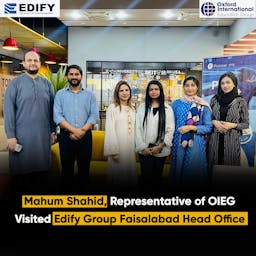 EDIFY
Oxford
International
Education Group
Mahum Shahid, Representative of OIEG
Visited Edify Group Faisalabad Head Office